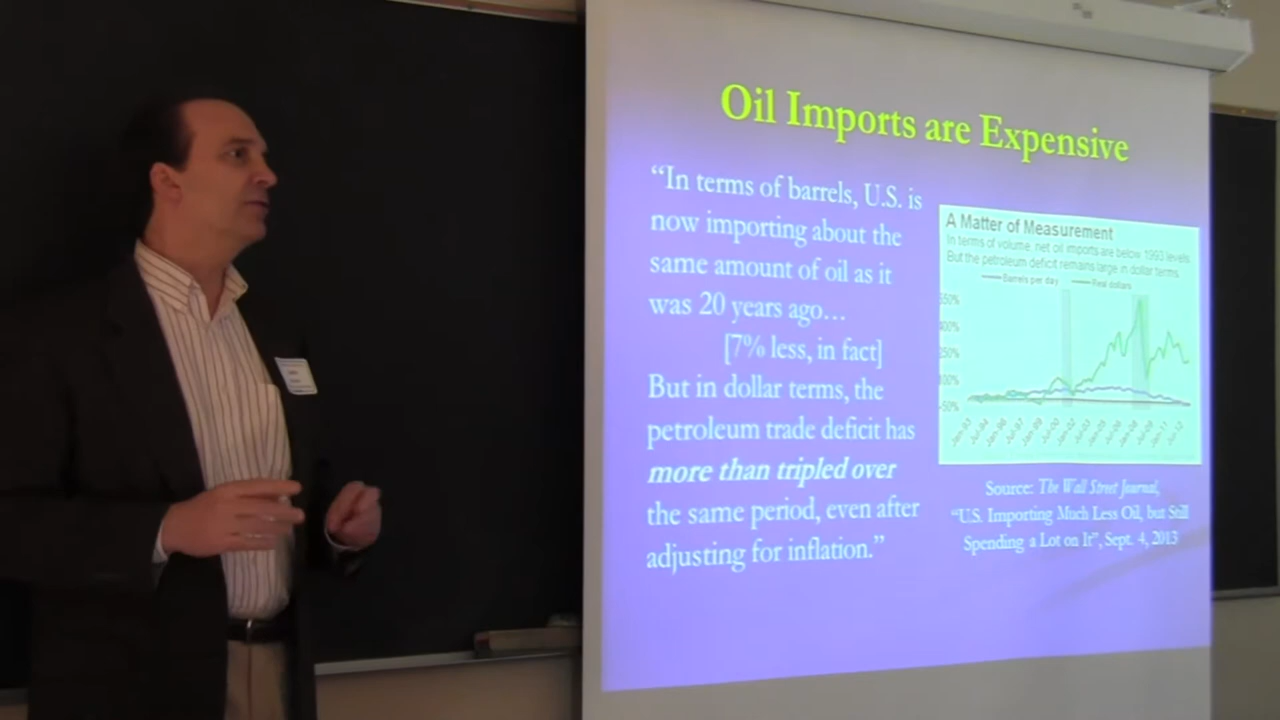 Oil Imports are Expensive
“In terms of barrels, U.S. is
now importing about the
same amount of oil as it
was 20 years ago…
[7% less, in fact]
But in dollar terms, the
petroleum trade deficit has
more than tripled over
the same period, even after
adjusting for inflation.”
A Matter of Measurement
In terms of volume, net oil imports are below 1993 levels
But the petroleum deficit remains large in dollar terms
Barrels per day
Real dollars
Source: The Wall Street Journal,
“U.S. Importing Much Less Oil, but Still
Spending a Lot on It”, Sept. 4, 2013